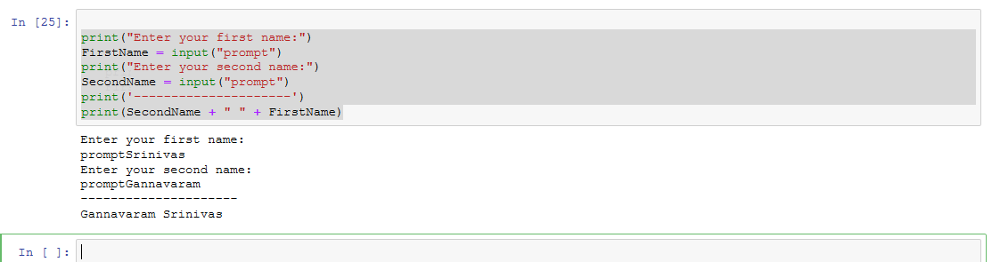 In [25]:
print("Enter your first name:")
FirstName = input("prompt")
print("Enter your second name:")
SecondName = input("prompt")
print('---------------------')
print(SecondName + " " + FirstName)
Enter your first name:
promptSrinivas
Enter your second name:
promptGannavaram
---------------------
Gannavaram Srinivas
In [ ]: